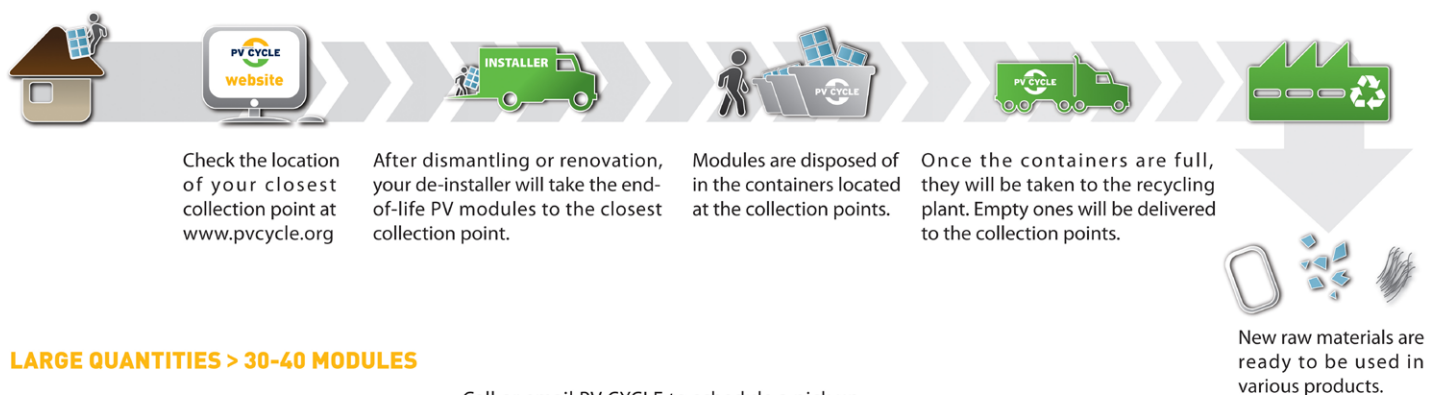 PV CYCLE
website
INSTALLER
PV CYCLE
PV CYCLE
Check the location
of your closest
collection point at
www.pvcycle.org
After dismantling or renovation,
your de-installer will take the end-
of-life PV modules to the closest
collection point.
Modules are disposed of
in the containers located
at the collection points.
Once the containers are full,
they will be taken to the recycling
plant. Empty ones will be delivered
to the collection points.
New raw materials are
ready to be used in
various products.
LARGE QUANTITIES > 30-40 MODULES